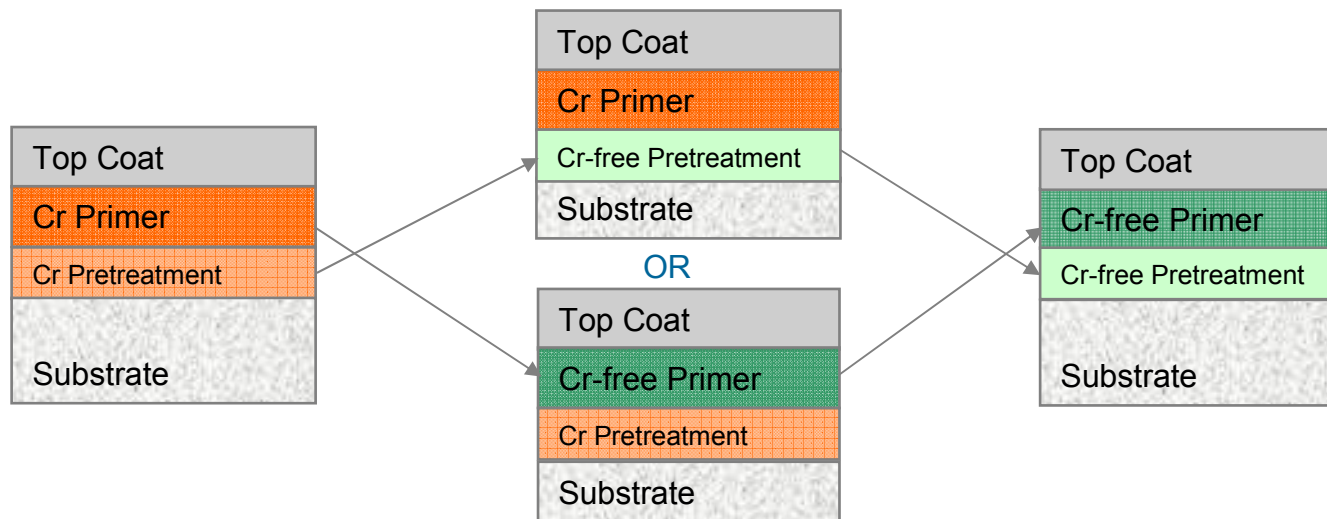 Top Coat
Cr Primer
Cr Pretreatment
Substrate
Top Coat
Cr Primer
Cr-free Pretreatment
Substrate
OR
Top Coat
Cr-free Primer
Cr Pretreatment
Substrate
Top Coat
Cr-free Primer
Cr-free Pretreatment
Substrate